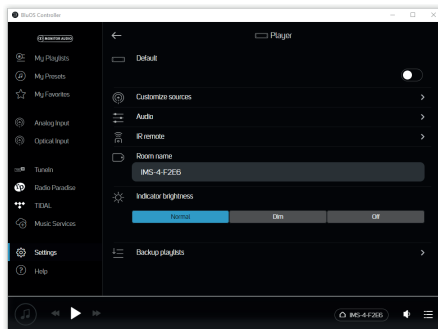 BluOS Controller
MONITOR AUDIO
Player
My Playlists
My Presets
My Favorites
Analog Input
Optical Input
TuneIn
Radio Paradise
TIDAL
Music Services
Settings
Help
Default
Customize sources
Audio
IR remote
Room name
IMS-4-F2E6
Indicator brightness
Normal Dim Off
Backup playlists
IMS-4-F2E6